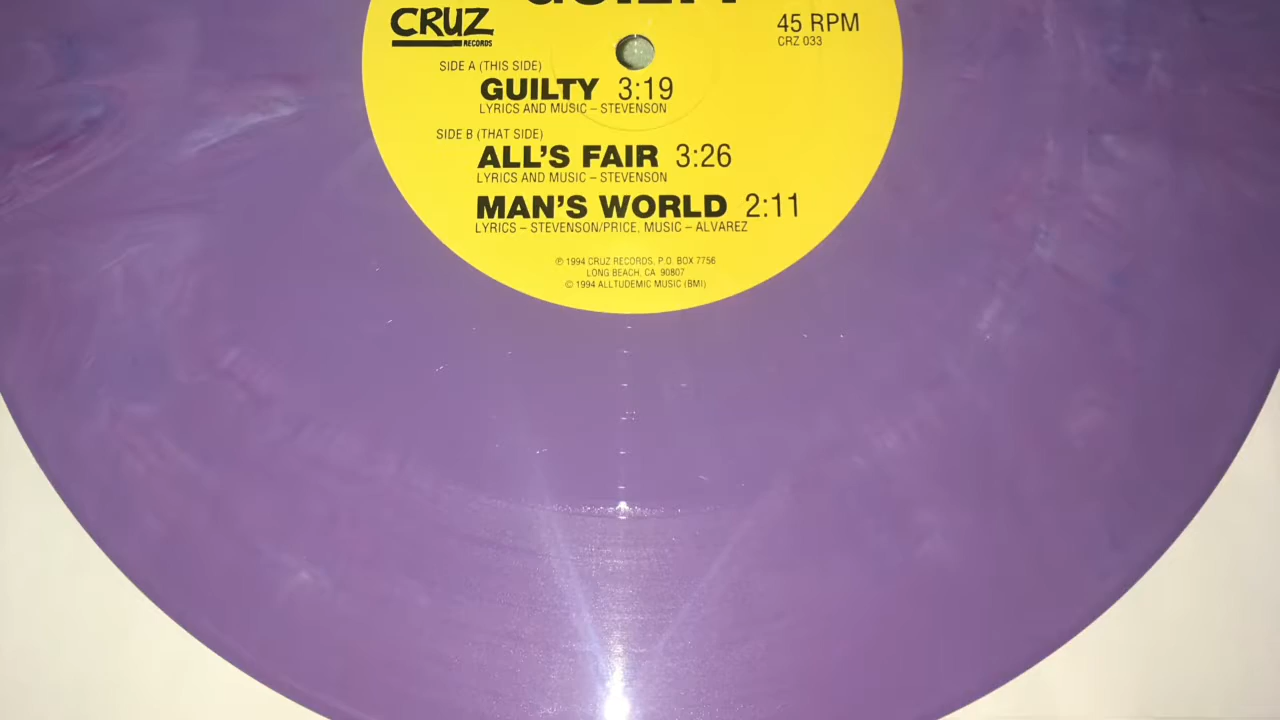 GUILTY
CRUZ
RECORDS
45 RPM
CRZ 033
SIDE A (THIS SIDE)
GUILTY 3:19
LYRICS AND MUSIC – STEVENSON
SIDE B (THAT SIDE)
ALL'S FAIR 3:26
LYRICS AND MUSIC – STEVENSON
MAN'S WORLD 2:11
LYRICS – STEVENSON/PRICE, MUSIC – ALVAREZ
℗ 1994 CRUZ RECORDS, P.O. BOX 7756
LONG BEACH, CA 90807
© 1994 ALLTUDEMIC MUSIC (BMI)